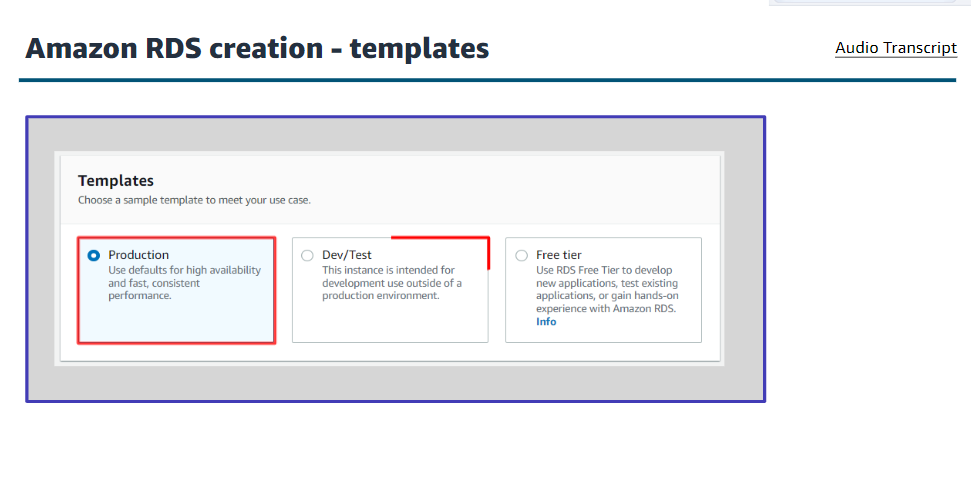 Amazon RDS creation - templates
Audio Transcript
Templates
Choose a sample template to meet your use case.
Production
Use defaults for high availability
and fast, consistent
performance.
Dev/Test
This instance is intended for
development use outside of a
production environment.
Free tier
Use RDS Free Tier to develop
new applications, test existing
applications, or gain hands-on
experience with Amazon RDS.
Info